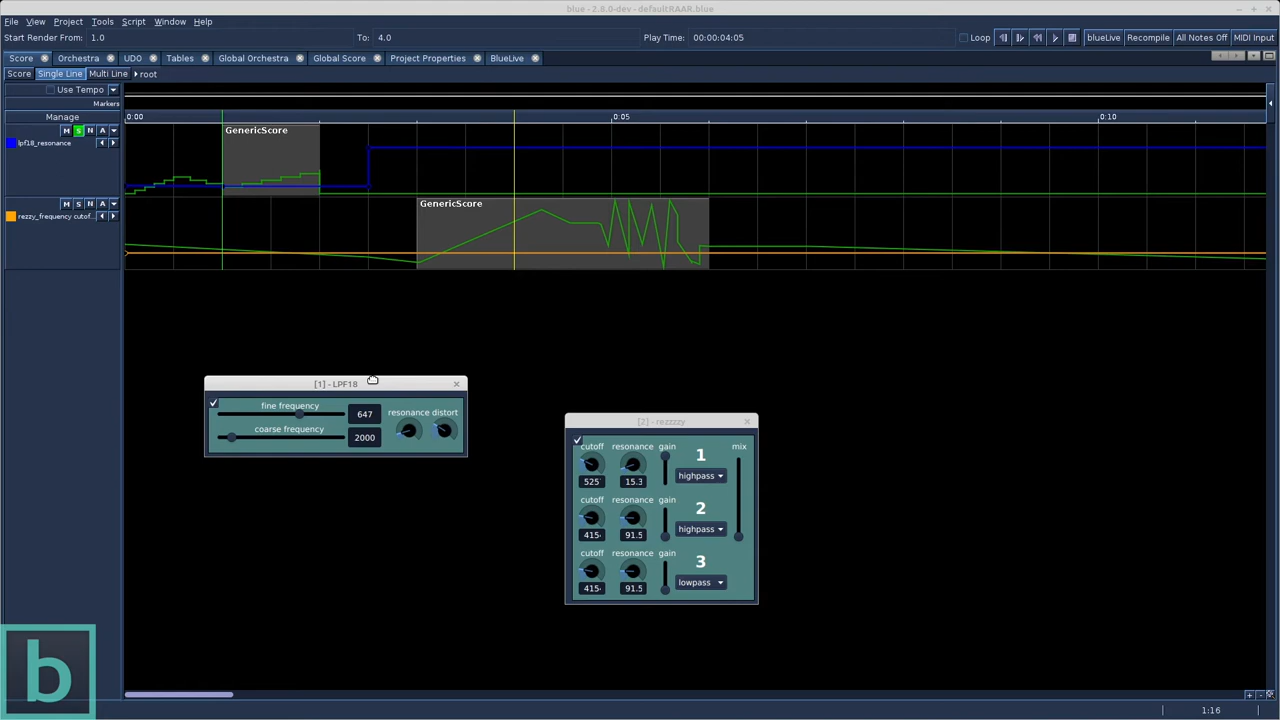 blue - 2.8.0-dev - defaultRAAR.blue
File View Project Tools Script Window Help
Start Render From: 1.0 To: 4.0 Play Time: 00:00:04:05 Loop blueLive Recompile All Notes Off MIDI Input
Score Orchestra UDO Tables Global Orchestra Global Score Project Properties BlueLive
Score Single Line Multi Line root
Use Tempo
Markers
Manage 0:00 0:05 0:10
M S N A GenericScore
lpf18_resonance
M S N A GenericScore
rezzy_frequency cutof...
[1] - LPF18
fine frequency 647
resonance distort
coarse frequency 2000
[2] - rezzzzy
cutoff resonance gain 1 mix
highpass
525 15.3
cutoff resonance gain 2
highpass
415 91.5
cutoff resonance gain 3
lowpass
415 91.5
b
1:16